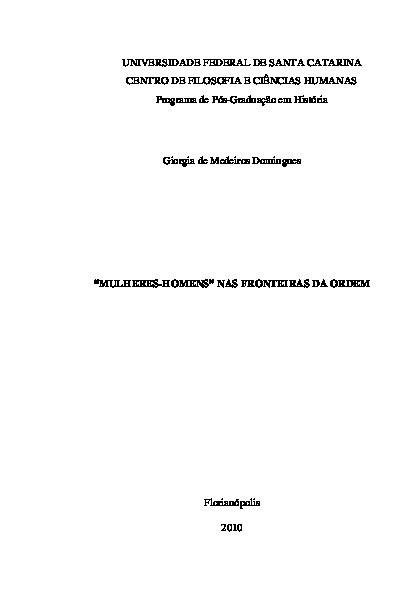 UNIVERSIDADE FEDERAL DE SANTA CATARINA
CENTRO DE FILOSOFIA E CIÊNCIAS HUMANAS
Programa de Pós-Graduação em História
Giorgia de Medeiros Domingues
“MULHERES-HOMENS” NAS FRONTEIRAS DA ORDEM
Florianópolis
2010